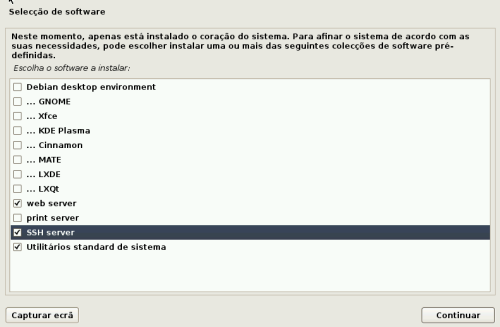 Selecção de software
Neste momento, apenas está instalado o coração do sistema. Para afinar o sistema de acordo com as
suas necessidades, pode escolher instalar uma ou mais das seguintes colecções de software pré-
definidas.
Escolha o software a instalar:
Debian desktop environment
... GNOME
... Xfce
... KDE Plasma
... Cinnamon
... MATE
... LXDE
... LXQt
web server
print server
SSH server
Utilitários standard de sistema
Capturar ecrã
Continuar